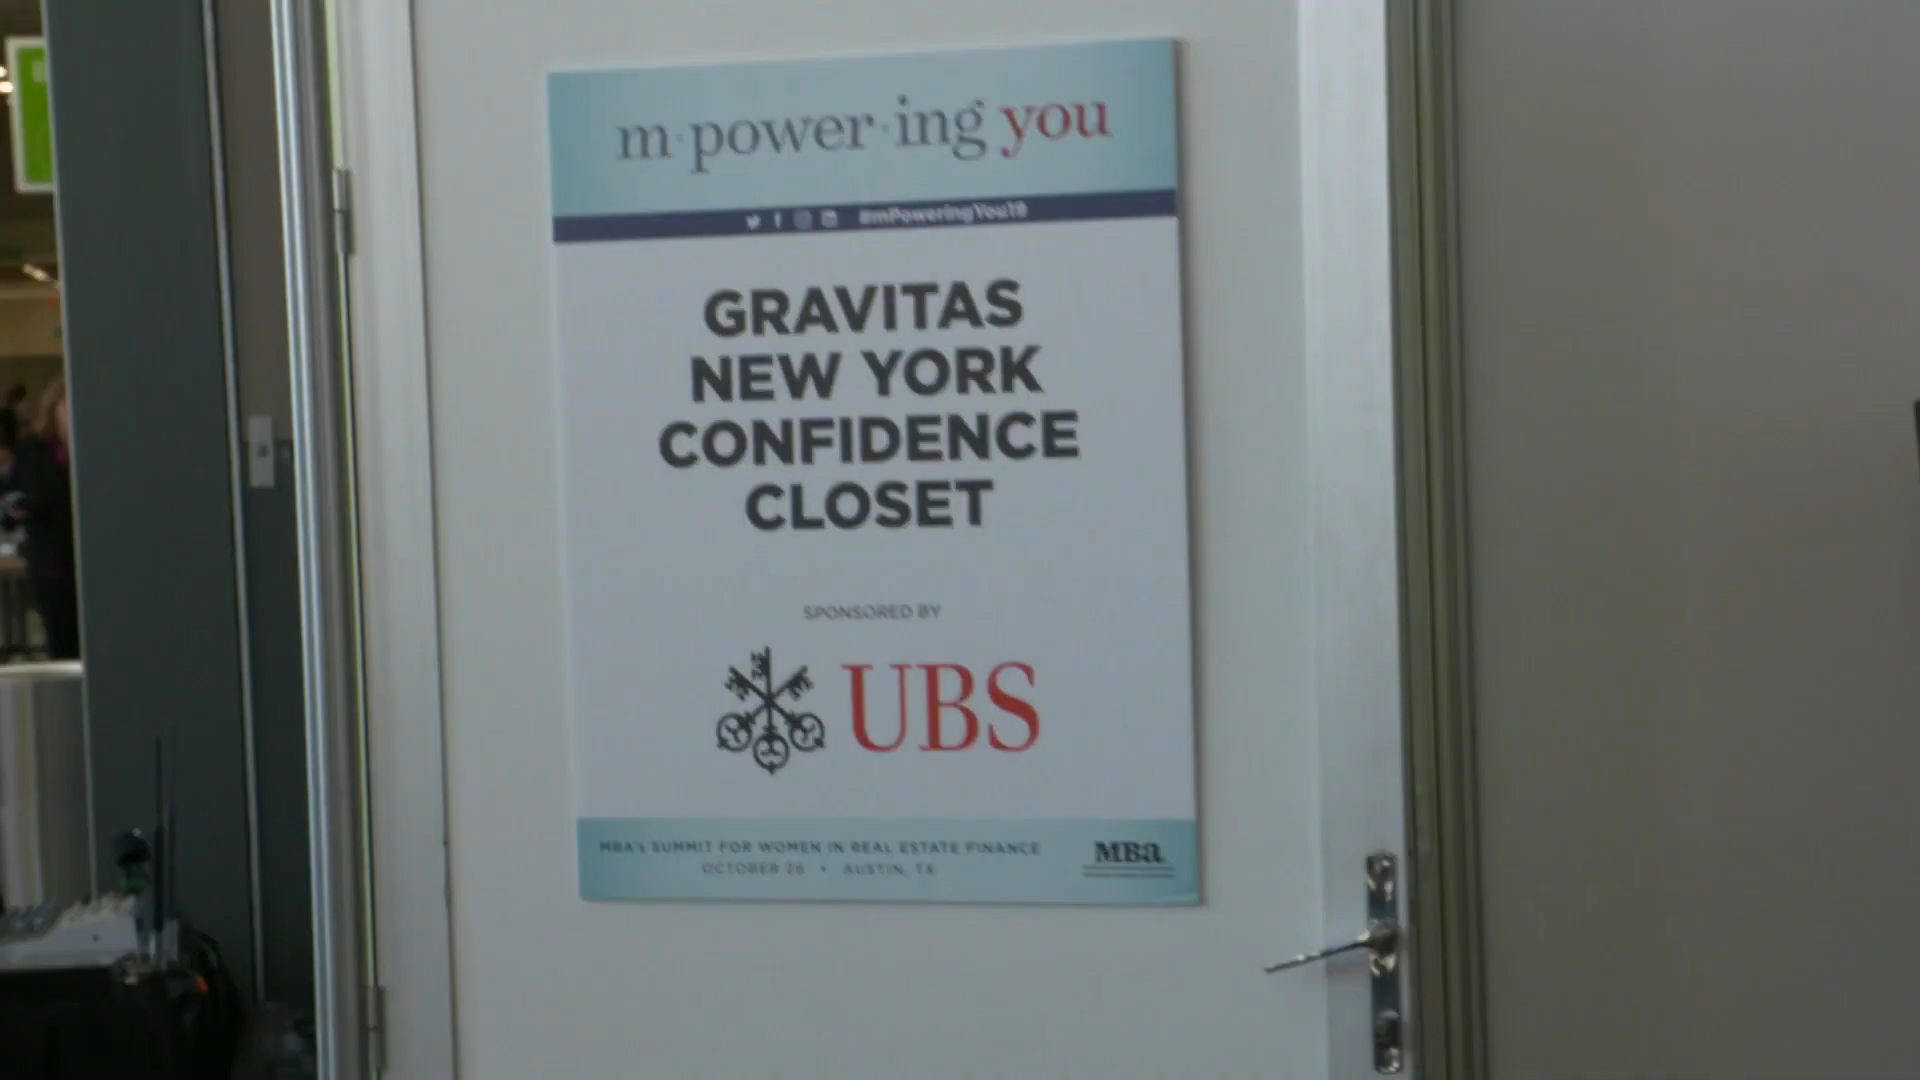 m·power·ing you
#mPoweringYou19
GRAVITAS
NEW YORK
CONFIDENCE
CLOSET
SPONSORED BY
UBS
MBA's SUMMIT FOR WOMEN IN REAL ESTATE FINANCE
OCTOBER 26 • AUSTIN, TX
MBA